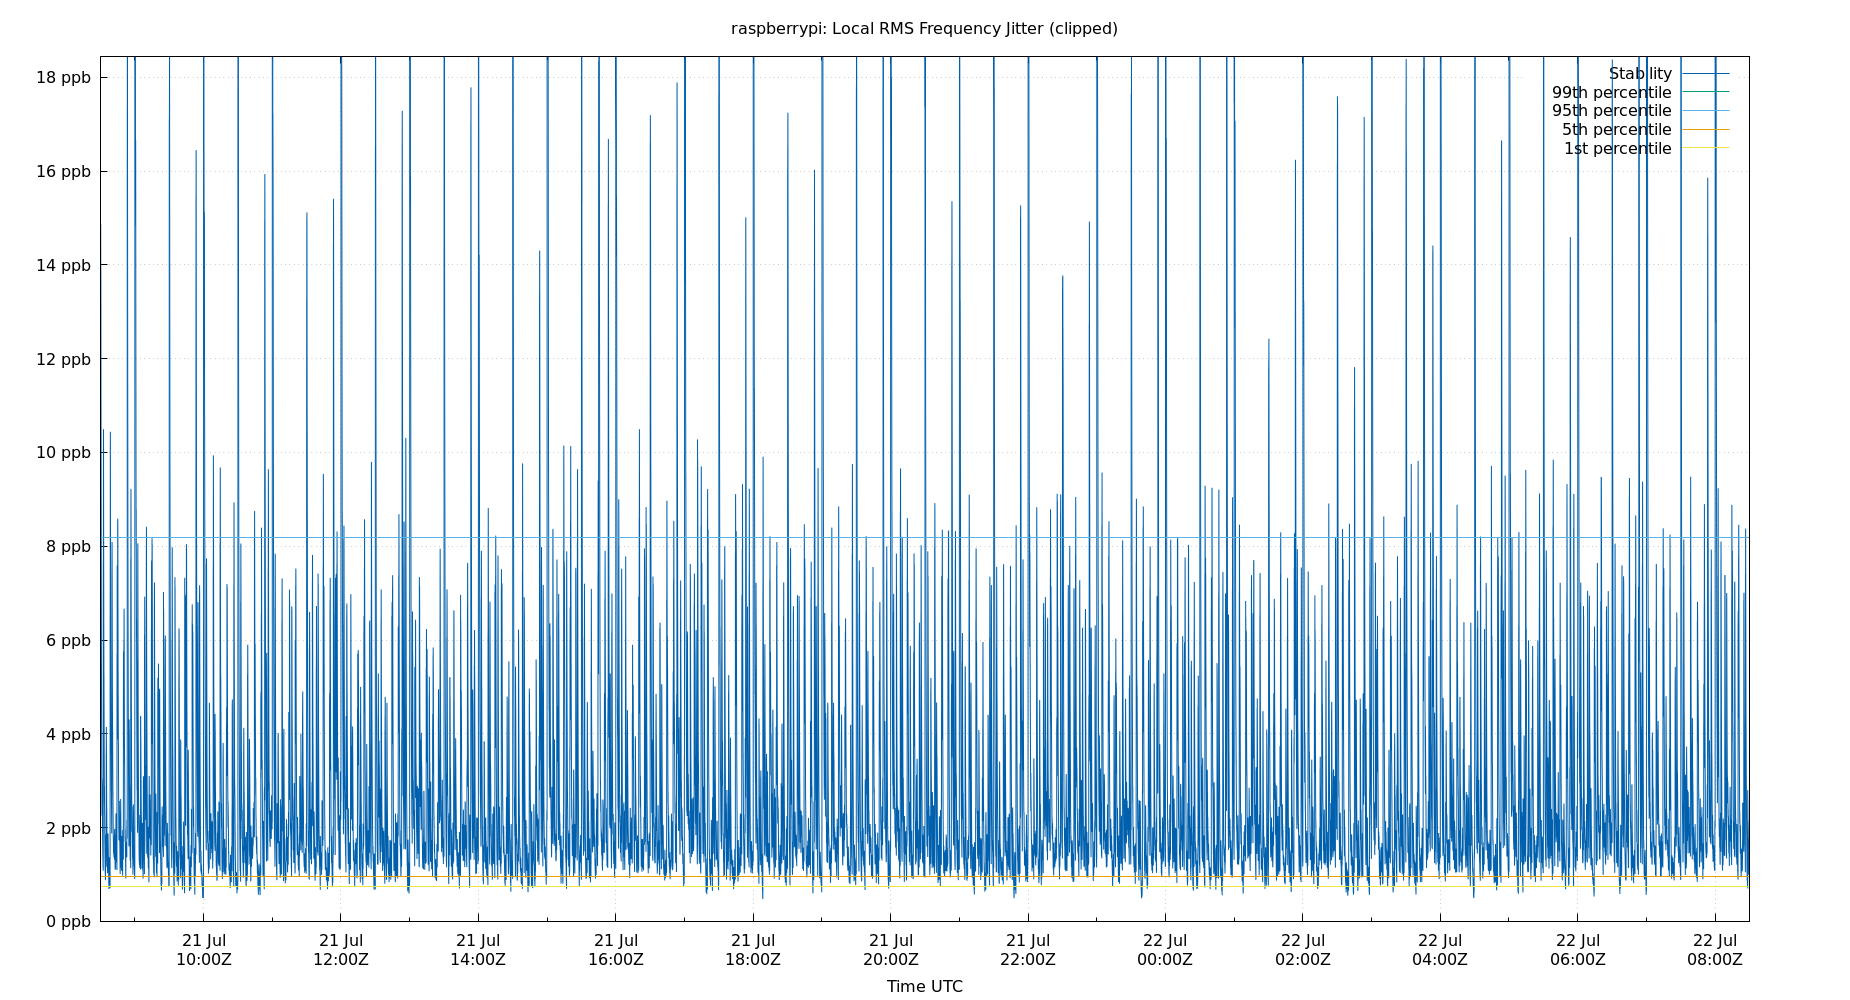 raspberrypi: Local RMS Frequency Jitter (clipped)
18 ppb
16 ppb
14 ppb
12 ppb
10 ppb
8 ppb
6 ppb
4 ppb
2 ppb
0 ppb
Stability
99th percentile
95th percentile
5th percentile
1st percentile
21 Jul 21 Jul 21 Jul 21 Jul 21 Jul 21 Jul 21 Jul 22 Jul 22 Jul 22 Jul 22 Jul 22 Jul
10:00Z 12:00Z 14:00Z 16:00Z 18:00Z 20:00Z 22:00Z 00:00Z 02:00Z 04:00Z 06:00Z 08:00Z
Time UTC